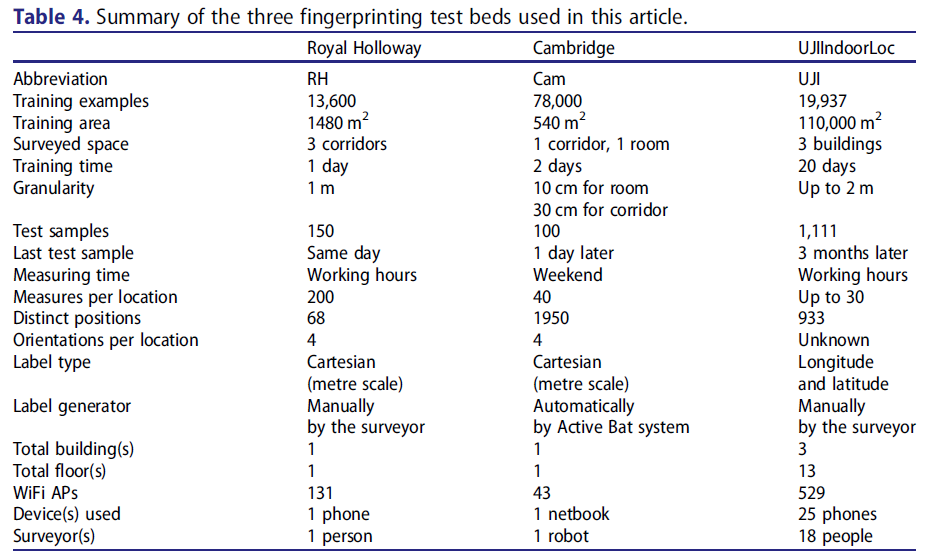 Table 4. Summary of the three fingerprinting test beds used in this article.
Royal Holloway Cambridge UJIIndoorLoc
Abbreviation RH Cam UJI
Training examples 13,600 78,000 19,937
Training area 1480 m² 540 m² 110,000 m²
Surveyed space 3 corridors 1 corridor, 1 room 3 buildings
Training time 1 day 2 days 20 days
Granularity 1 m 10 cm for room Up to 2 m
30 cm for corridor
Test samples 150 100 1,111
Last test sample Same day 1 day later 3 months later
Measuring time Working hours Weekend Working hours
Measures per location 200 40 Up to 30
Distinct positions 68 1950 933
Orientations per location 4 4 Unknown
Label type Cartesian Cartesian Longitude
(metre scale) (metre scale) and latitude
Label generator Manually Automatically Manually
by the surveyor by Active Bat system by the surveyor
Total building(s) 1 1 3
Total floor(s) 1 1 13
WiFi APs 131 43 529
Device(s) used 1 phone 1 netbook 25 phones
Surveyor(s) 1 person 1 robot 18 people